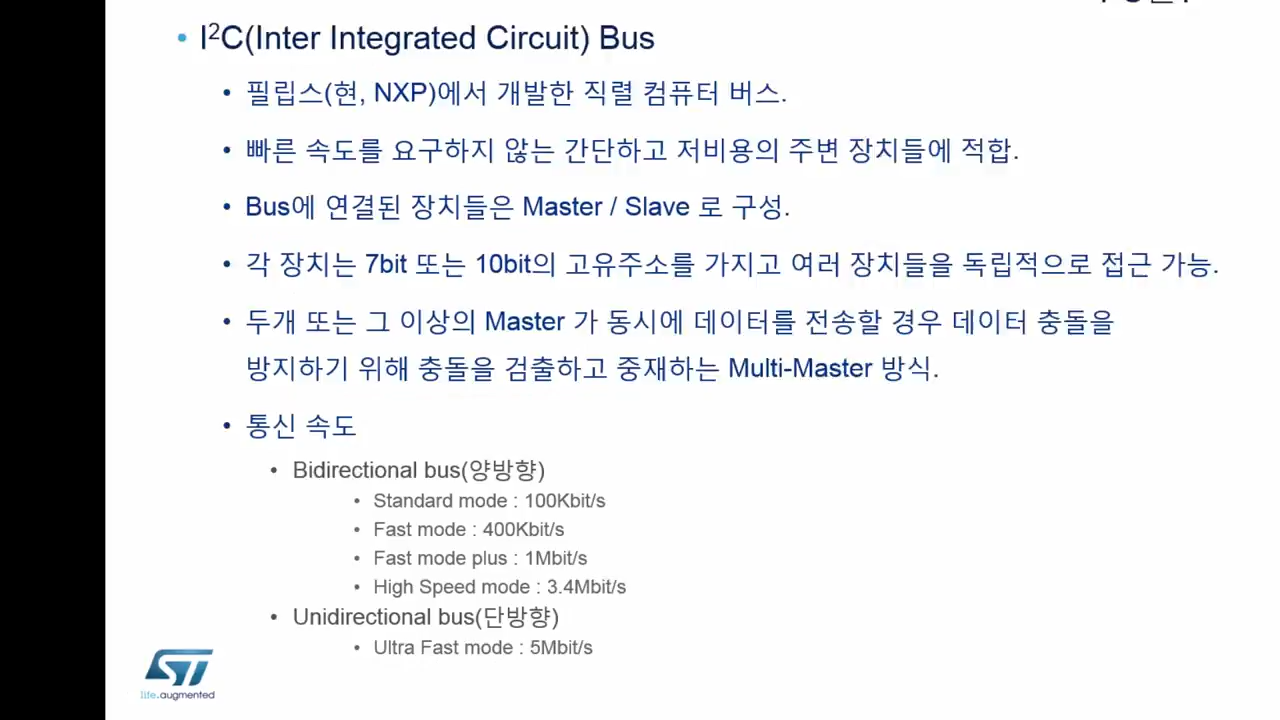 I²C(Inter Integrated Circuit) Bus
필립스(현, NXP)에서 개발한 직렬 컴퓨터 버스.
빠른 속도를 요구하지 않는 간단하고 저비용의 주변 장치들에 적합.
Bus에 연결된 장치들은 Master / Slave 로 구성.
각 장치는 7bit 또는 10bit의 고유주소를 가지고 여러 장치들을 독립적으로 접근 가능.
두개 또는 그 이상의 Master 가 동시에 데이터를 전송할 경우 데이터 충돌을
방지하기 위해 충돌을 검출하고 중재하는 Multi-Master 방식.
통신 속도
Bidirectional bus(양방향)
Standard mode : 100Kbit/s
Fast mode : 400Kbit/s
Fast mode plus : 1Mbit/s
High Speed mode : 3.4Mbit/s
Unidirectional bus(단방향)
Ultra Fast mode : 5Mbit/s
ST
life.augmented